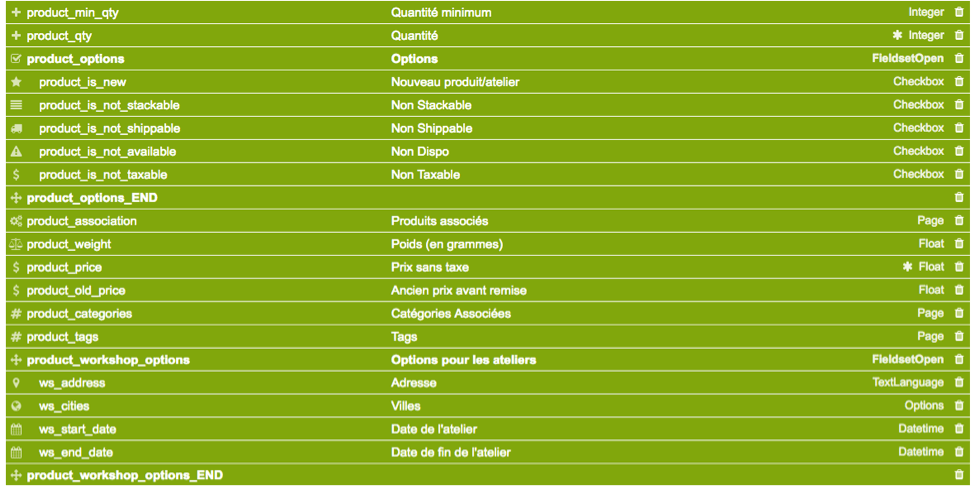 product_min_qty Quantité minimum Integer
product_qty Quantité * Integer
product_options Options FieldsetOpen
product_is_new Nouveau produit/atelier Checkbox
product_is_not_stackable Non Stackable Checkbox
product_is_not_shippable Non Shippable Checkbox
product_is_not_available Non Dispo Checkbox
product_is_not_taxable Non Taxable Checkbox
product_options_END
product_association Produits associés Page
product_weight Poids (en grammes) Float
product_price Prix sans taxe * Float
product_old_price Ancien prix avant remise Float
product_categories Catégories Associées Page
product_tags Tags Page
product_workshop_options Options pour les ateliers FieldsetOpen
ws_address Adresse TextLanguage
ws_cities Villes Options
ws_start_date Date de l'atelier Datetime
ws_end_date Date de fin de l'atelier Datetime
product_workshop_options_END